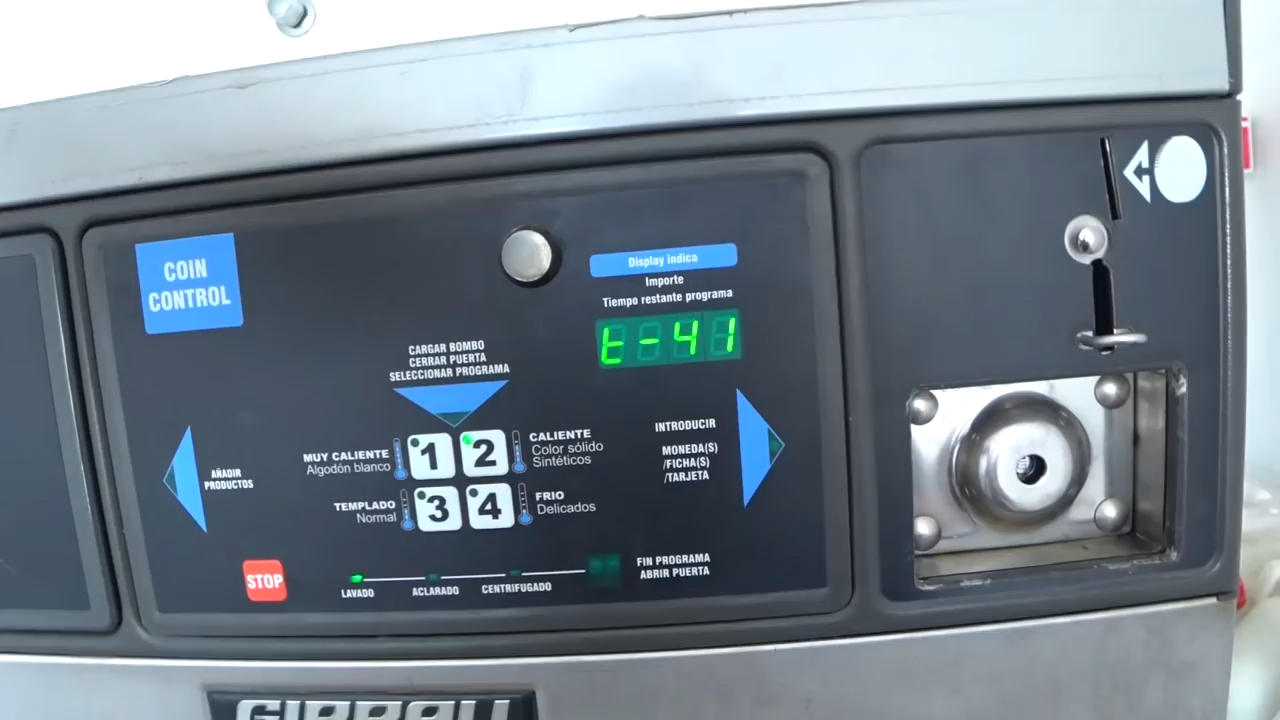 COIN
CONTROL
Display indica
Importe
Tiempo restante programa
t-41
CARGAR BOMBO
CERRAR PUERTA
SELECCIONAR PROGRAMA
AÑADIR
PRODUCTOS
MUY CALIENTE
Algodón blanco
1
2
CALIENTE
Color sólido
Sintéticos
TEMPLADO
Normal
3
4
FRIO
Delicados
INTRODUCIR
MONEDA(S)
/FICHA(S)
/TARJETA
STOP
LAVADO
ACLARADO
CENTRIFUGADO
FIN PROGRAMA
ABRIR PUERTA
GIRBAU